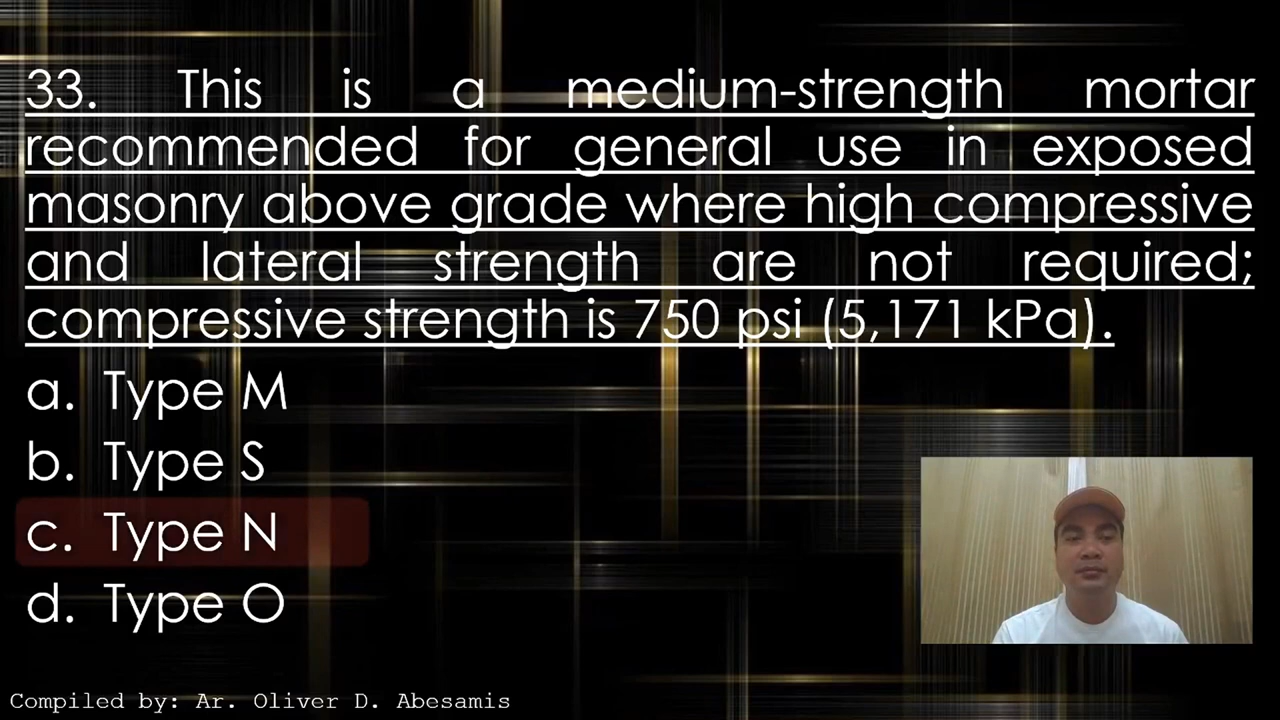 33. This is a medium-strength mortar
recommended for general use in exposed
masonry above grade where high compressive
and lateral strength are not required;
compressive strength is 750 psi (5,171 kPa).
a. Type M
b. Type S
c. Type N
d. Type O
Compiled by: Ar. Oliver D. Abesamis